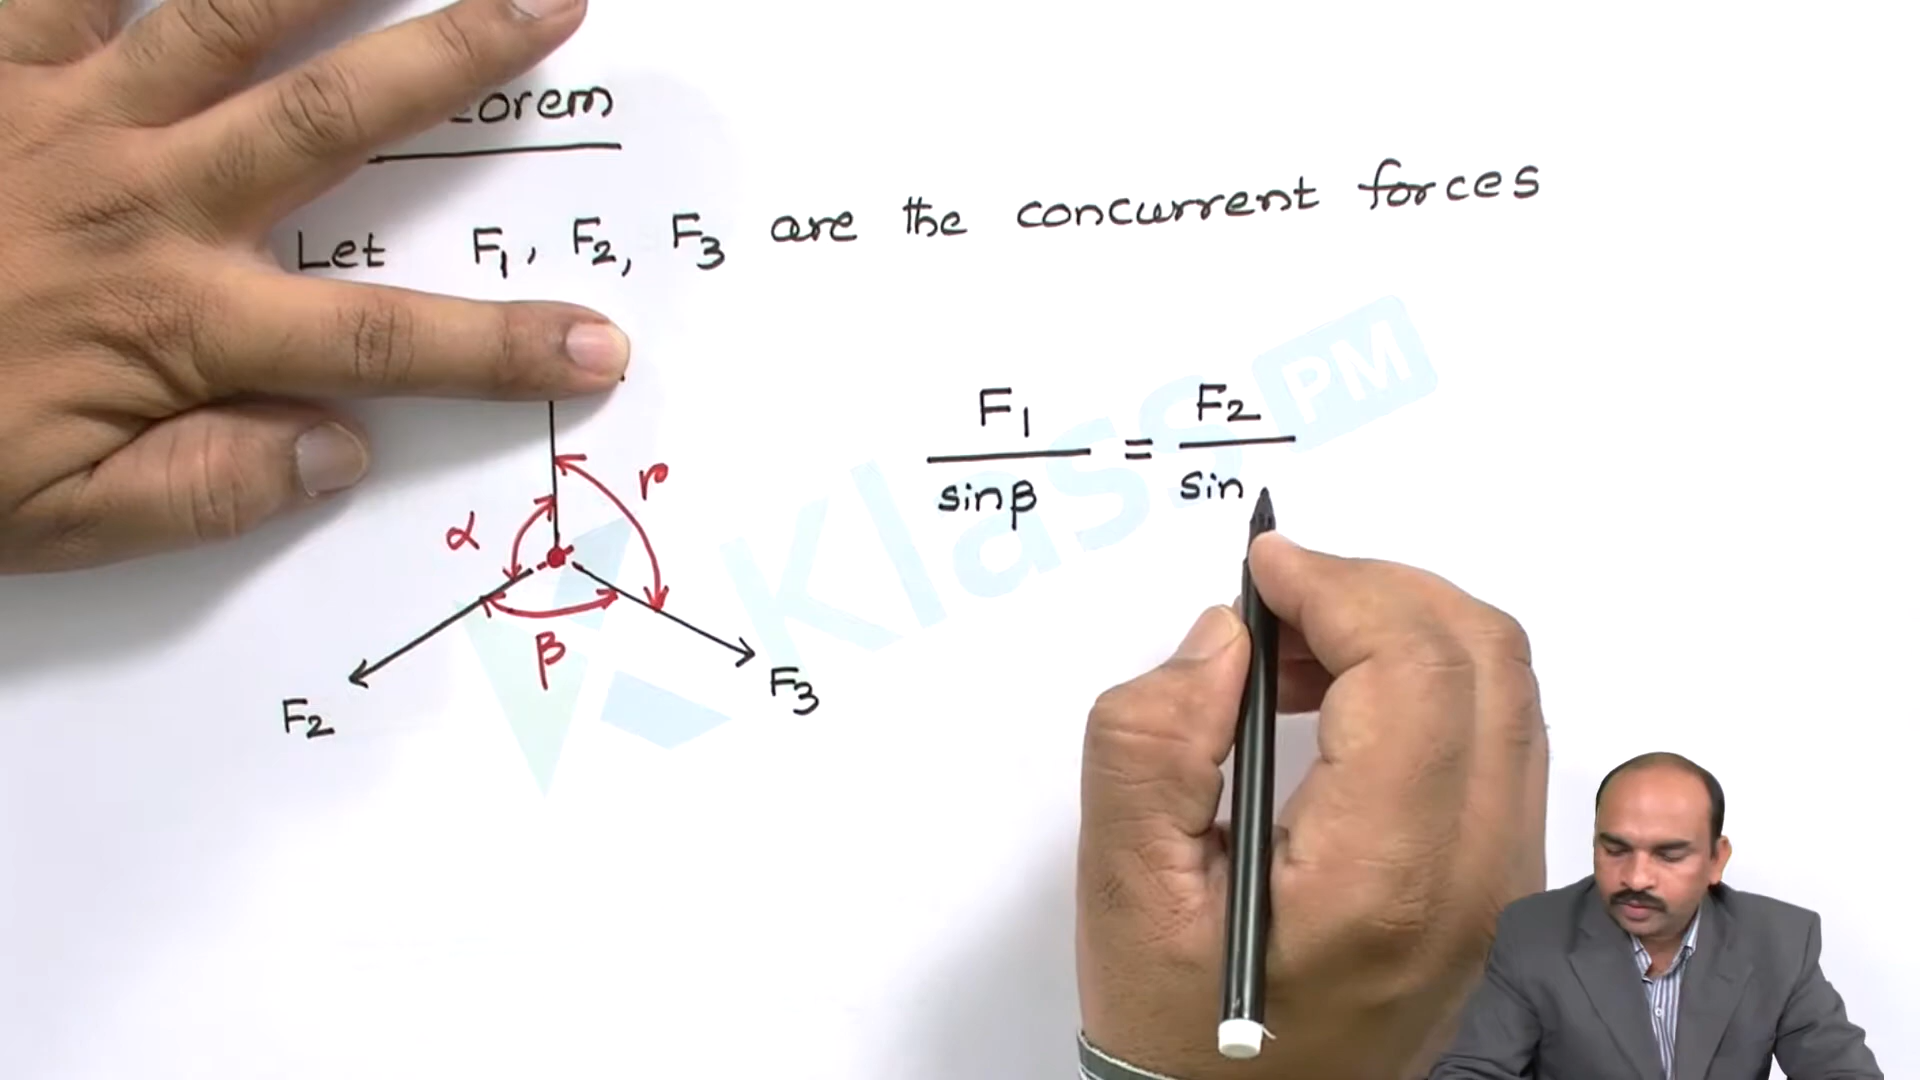 eorem
Let F1, F2, F3 are the concurrent forces
F1 / sinβ = F2 / sin
α
r
β
F2
F3
Klass PM